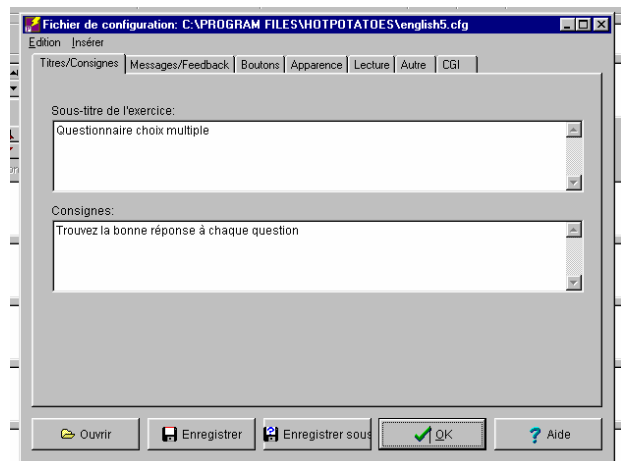 Fichier de configuration: C:\PROGRAM FILES\HOTPOTATOES\english5.cfg
Edition Insérer
Titres/Consignes Messages/Feedback Boutons Apparence Lecture Autre CGI
Sous-titre de l'exercice:
Questionnaire choix multiple
Consignes:
Trouvez la bonne réponse à chaque question
Ouvrir Enregistrer Enregistrer sous OK Aide